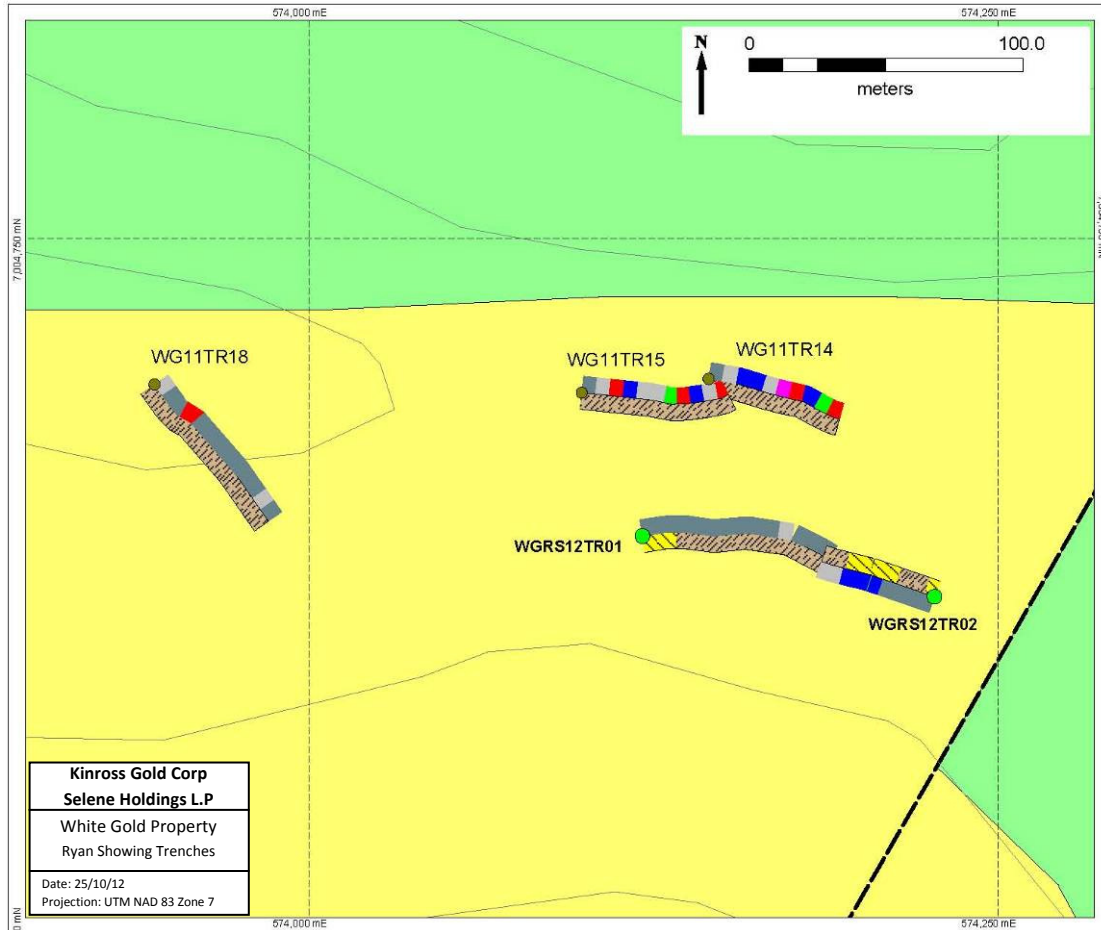 574,000 mE
574,250 mE
N
0
100.0
meters
7,004,750 mN
WG11TR18
WG11TR15
WG11TR14
WGRS12TR01
WGRS12TR02
Kinross Gold Corp
Selene Holdings L.P
White Gold Property
Ryan Showing Trenches
Date: 25/10/12
Projection: UTM NAD 83 Zone 7
574,000 mE
574,250 mE